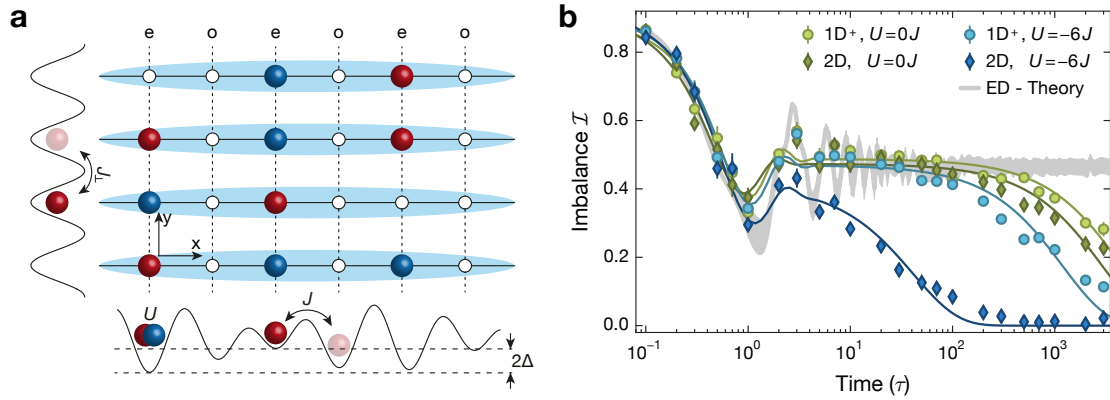 a
e o e o e o
J⊥
y
x
U
J
2Δ
b
1D⁺, U=0J
2D, U=0J
1D⁺, U=−6J
2D, U=−6J
ED - Theory
Imbalance ℐ
0.8
0.6
0.4
0.2
0.0
10⁻¹ 10⁰ 10¹ 10² 10³
Time (τ)